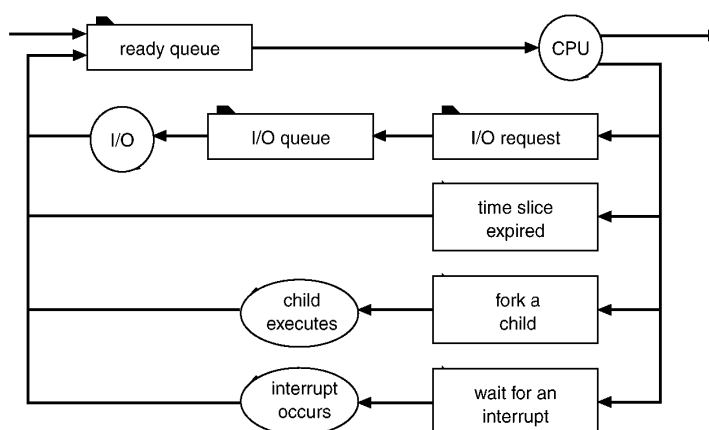 ready queue
CPU
I/O
I/O queue
I/O request
time slice
expired
child
executes
fork a
child
interrupt
occurs
wait for an
interrupt